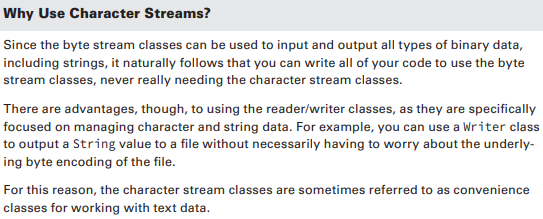 Why Use Character Streams?
Since the byte stream classes can be used to input and output all types of binary data,
including strings, it naturally follows that you can write all of your code to use the byte
stream classes, never really needing the character stream classes.
There are advantages, though, to using the reader/writer classes, as they are specifically
focused on managing character and string data. For example, you can use a Writer class
to output a String value to a file without necessarily having to worry about the underly-
ing byte encoding of the file.
For this reason, the character stream classes are sometimes referred to as convenience
classes for working with text data.